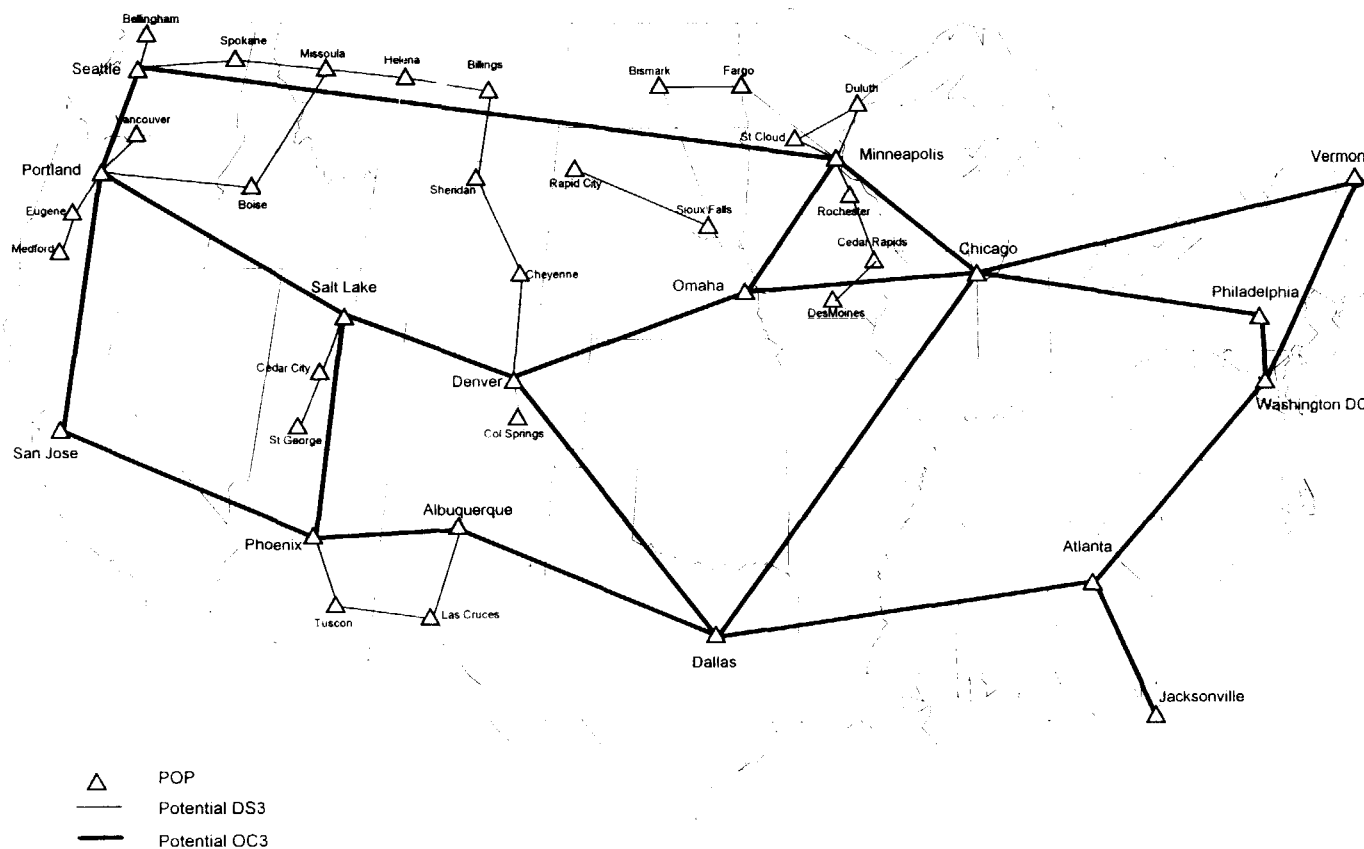 Bellingham
Spokane
Missoula
Helena
Billings
Seattle
Bismark
Fargo
Duluth
Vancouver
St Cloud
Minneapolis
Vermon
Portland
Boise
Sheridan
Rapid City
Eugene
Sioux Falls
Rochester
Medford
Cedar Rapids
Chicago
Cheyenne
Salt Lake
Omaha
DesMoines
Philadelphia
Cedar City
Denver
Washington DC
St George
Col Springs
San Jose
Albuquerque
Phoenix
Atlanta
Tuscon
Las Cruces
Dallas
Jacksonville
POP
Potential DS3
Potential OC3